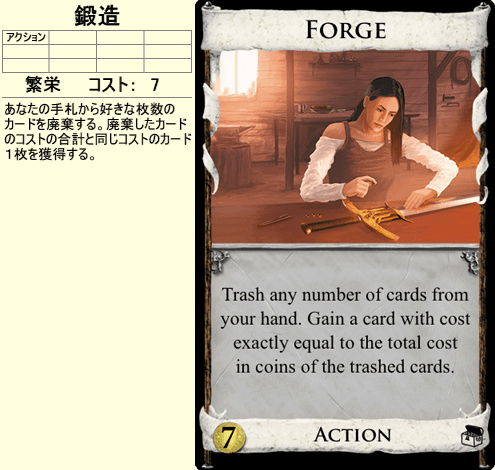 鍛造
アクション
繁栄 コスト: 7
あなたの手札から好きな枚数の
カードを廃棄する。廃棄したカード
のコストの合計と同じコストのカード
１枚を獲得する。
FORGE
Trash any number of cards from
your hand. Gain a card with cost
exactly equal to the total cost
in coins of the trashed cards.
7 ACTION